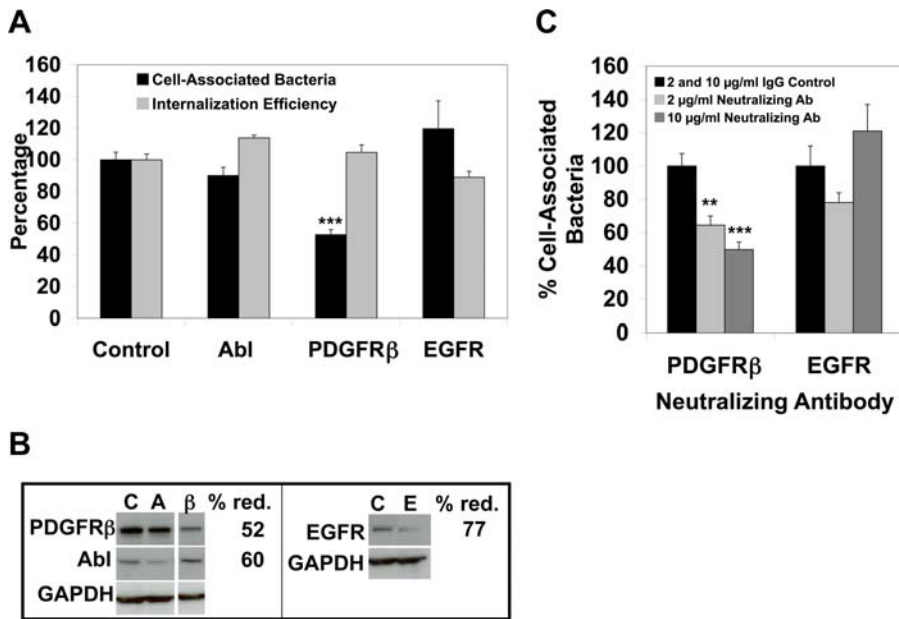 A
160
140
120
100
80
60
40
20
0
Percentage
Cell-Associated Bacteria
Internalization Efficiency
***
Control Abl PDGFRβ EGFR
C
160
140
120
100
80
60
40
20
0
% Cell-Associated
Bacteria
2 and 10 µg/ml IgG Control
2 µg/ml Neutralizing Ab
10 µg/ml Neutralizing Ab
**
***
PDGFRβ EGFR
Neutralizing Antibody
B
C A β % red.
PDGFRβ 52
Abl 60
GAPDH
C E % red.
EGFR 77
GAPDH